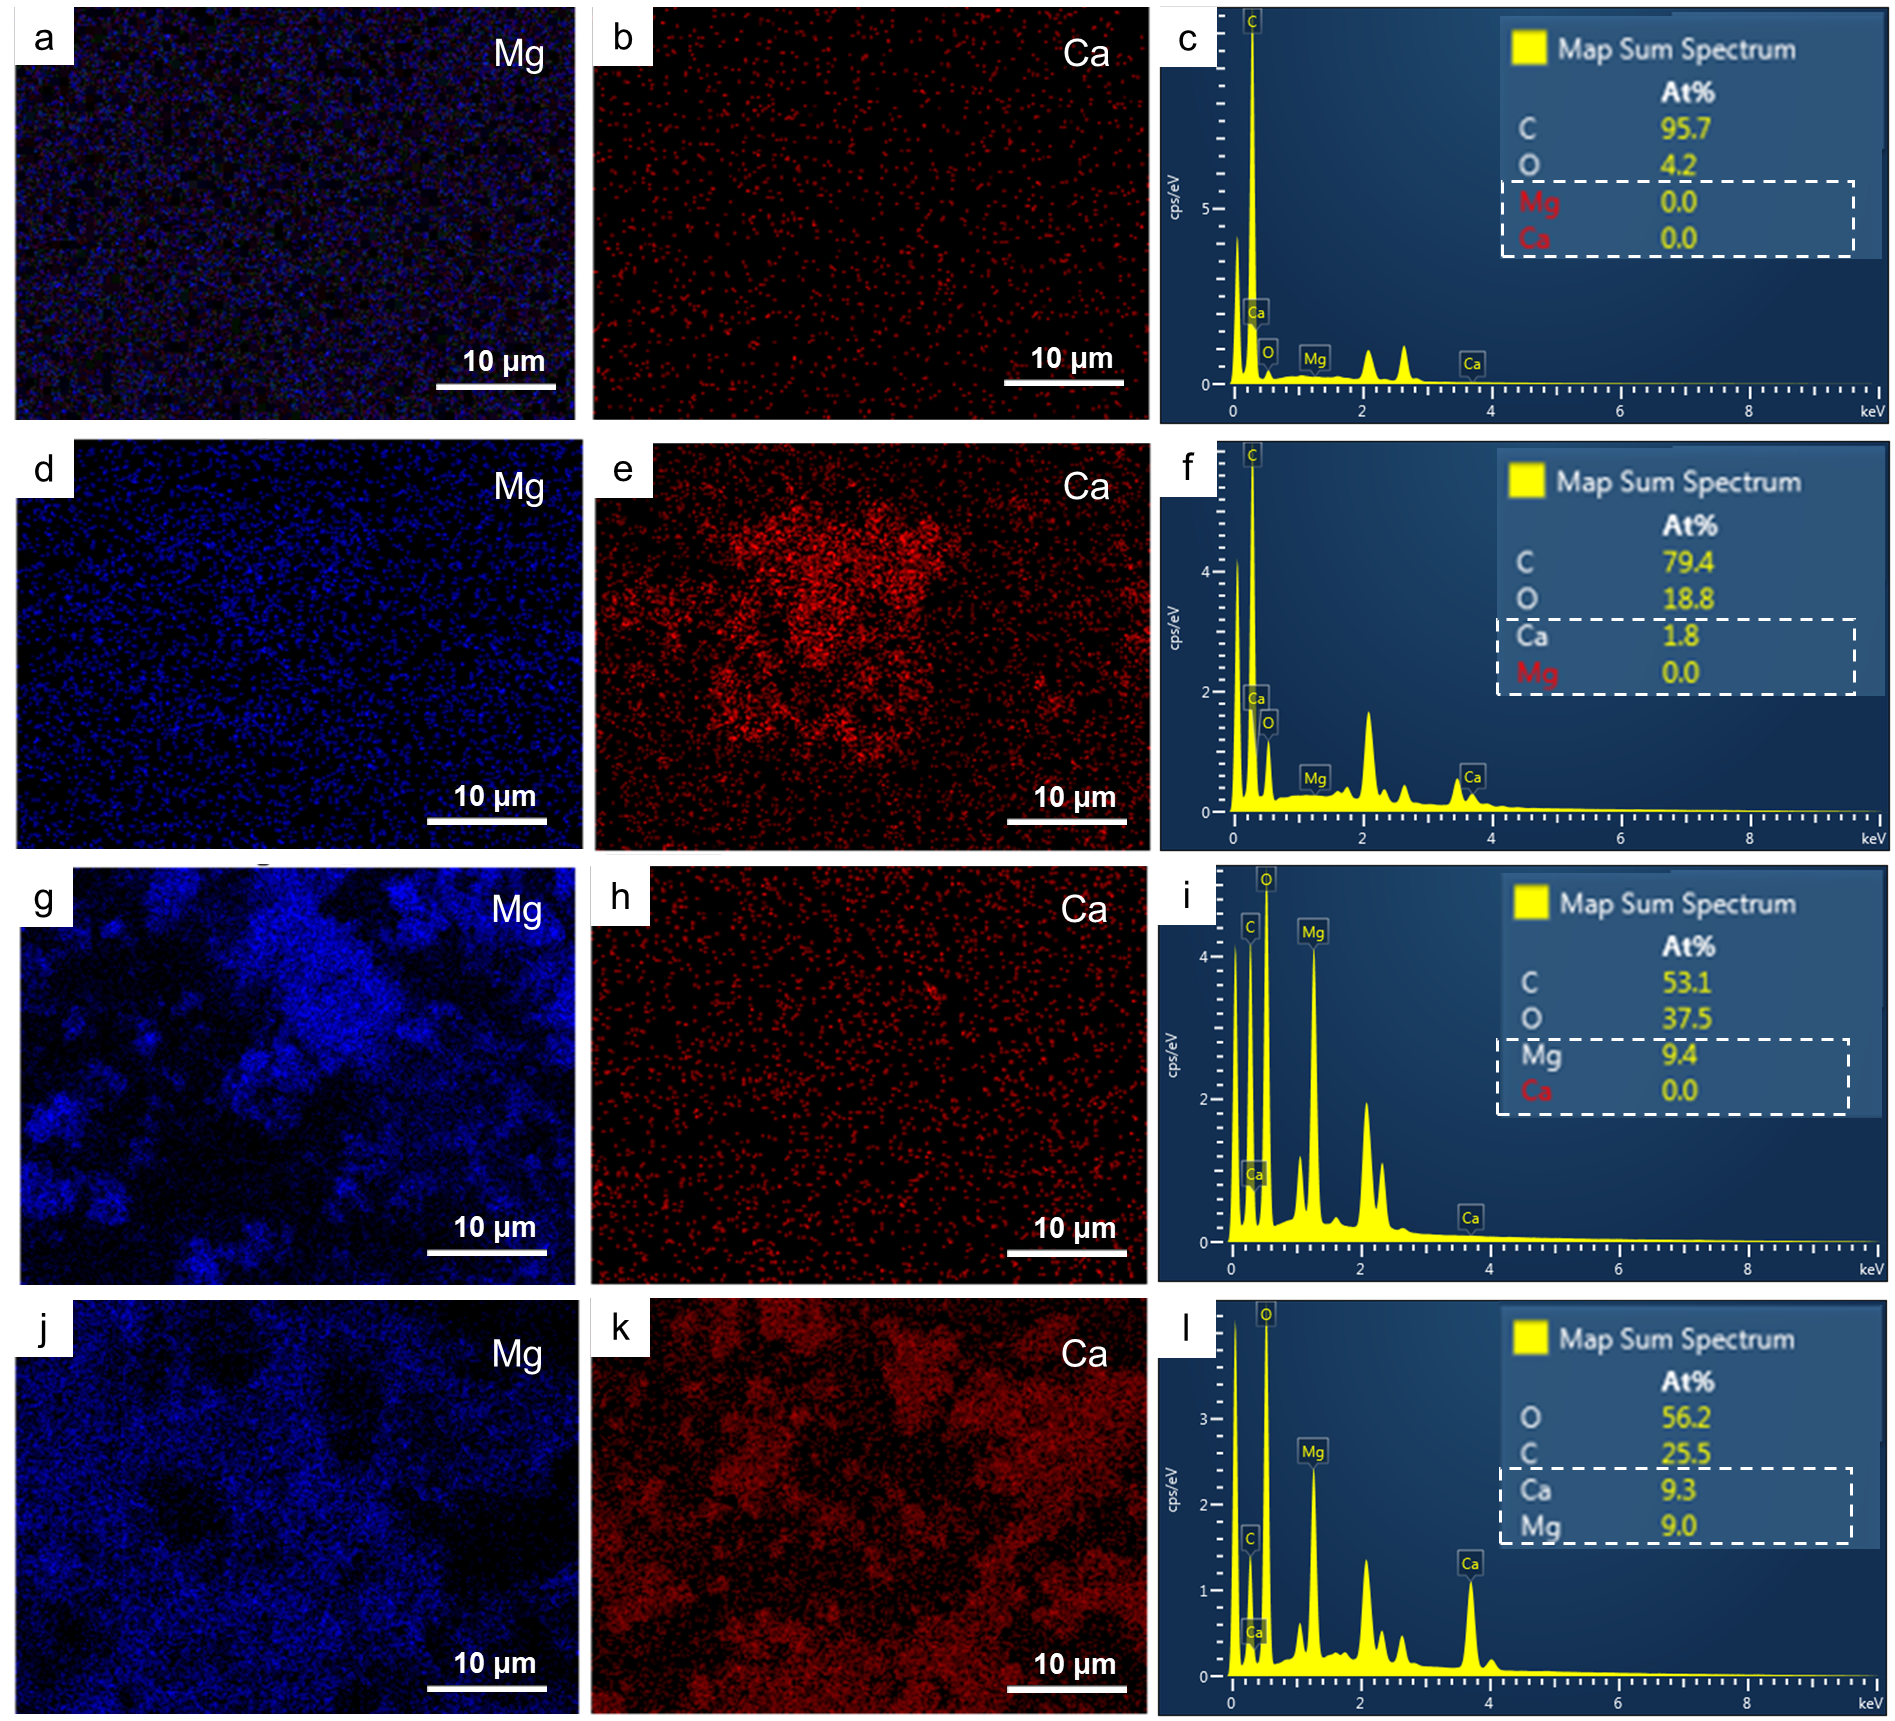 a
Mg
10 µm
b
Ca
10 µm
c
Map Sum Spectrum
At%
C 95.7
O 4.2
Mg 0.0
Ca 0.0
C
Ca
O
Mg
Ca
cps/eV
5
0
0 2 4 6 8 keV
d
Mg
10 µm
e
Ca
10 µm
f
Map Sum Spectrum
At%
C 79.4
O 18.8
Ca 1.8
Mg 0.0
C
Ca
O
Mg
Ca
cps/eV
4
2
0
0 2 4 6 8 keV
g
Mg
10 µm
h
Ca
10 µm
i
Map Sum Spectrum
At%
C 53.1
O 37.5
Mg 9.4
Ca 0.0
O
C
Mg
Ca
Ca
cps/eV
4
2
0
0 2 4 6 8 keV
j
Mg
10 µm
k
Ca
10 µm
l
Map Sum Spectrum
At%
O 56.2
C 25.5
Ca 9.3
Mg 9.0
O
Mg
C
Ca
Ca
cps/eV
3
2
1
0
0 2 4 6 8 keV